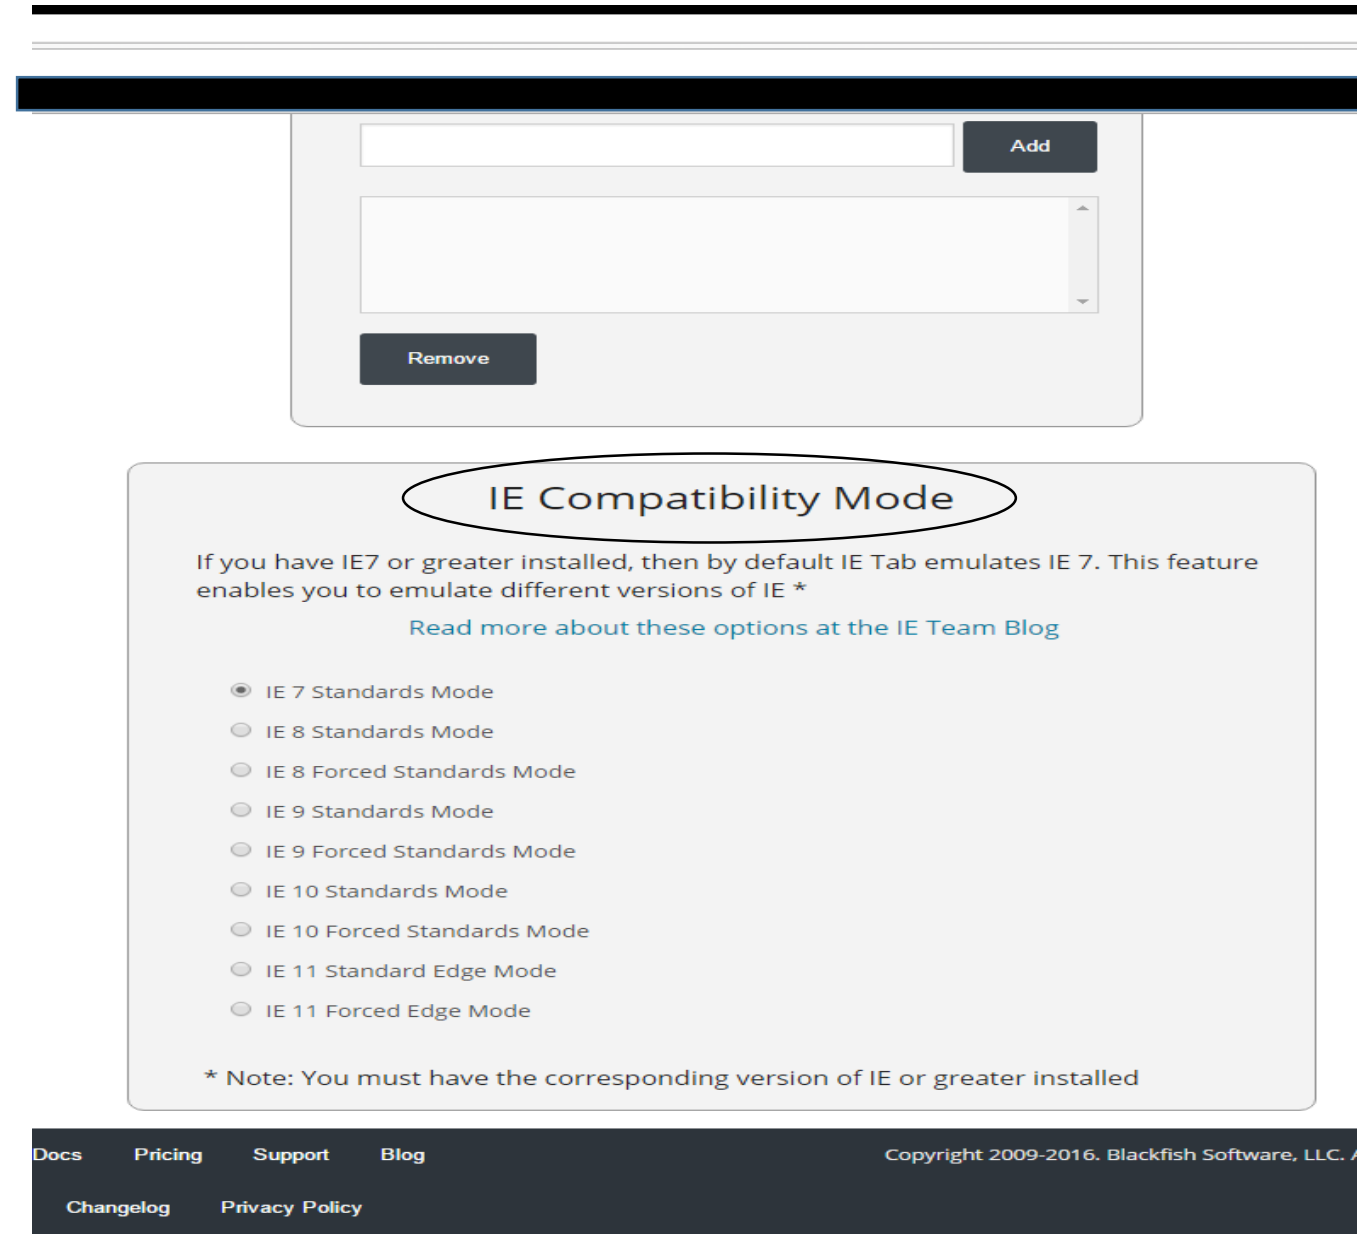 Add
Remove
IE Compatibility Mode
If you have IE7 or greater installed, then by default IE Tab emulates IE 7. This feature
enables you to emulate different versions of IE *
Read more about these options at the IE Team Blog
IE 7 Standards Mode
IE 8 Standards Mode
IE 8 Forced Standards Mode
IE 9 Standards Mode
IE 9 Forced Standards Mode
IE 10 Standards Mode
IE 10 Forced Standards Mode
IE 11 Standard Edge Mode
IE 11 Forced Edge Mode
* Note: You must have the corresponding version of IE or greater installed
Docs Pricing Support Blog Copyright 2009-2016. Blackfish Software, LLC. A
Changelog Privacy Policy